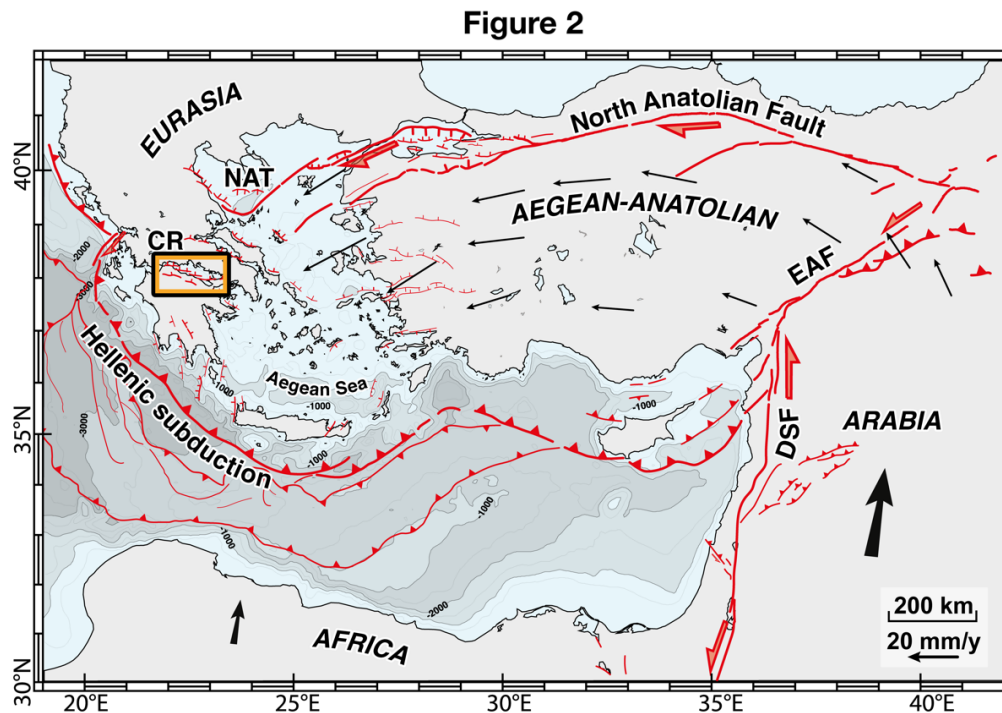 Figure 2
EURASIA
North Anatolian Fault
40°N
NAT
AEGEAN-ANATOLIAN
CR
-2000
-3000
EAF
Hellenic subduction
Aegean Sea
-1000
-1000
-1000
35°N
-3000
-1000
DSF
ARABIA
-1000
-1000
-2000
200 km
20 mm/y
AFRICA
30°N
20°E
25°E
30°E
35°E
40°E